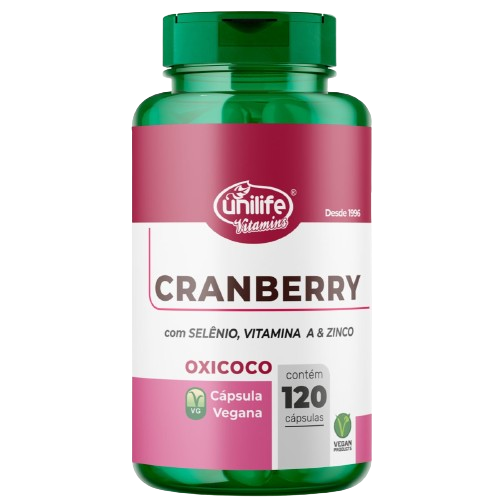 unilife®
Vitamins
Desde 1996
CRANBERRY
com SELÊNIO, VITAMINA A & ZINCO
OXICOCO
contém
120
cápsulas
Cápsula
Vegana
VG
VEGAN
PRODUCTS